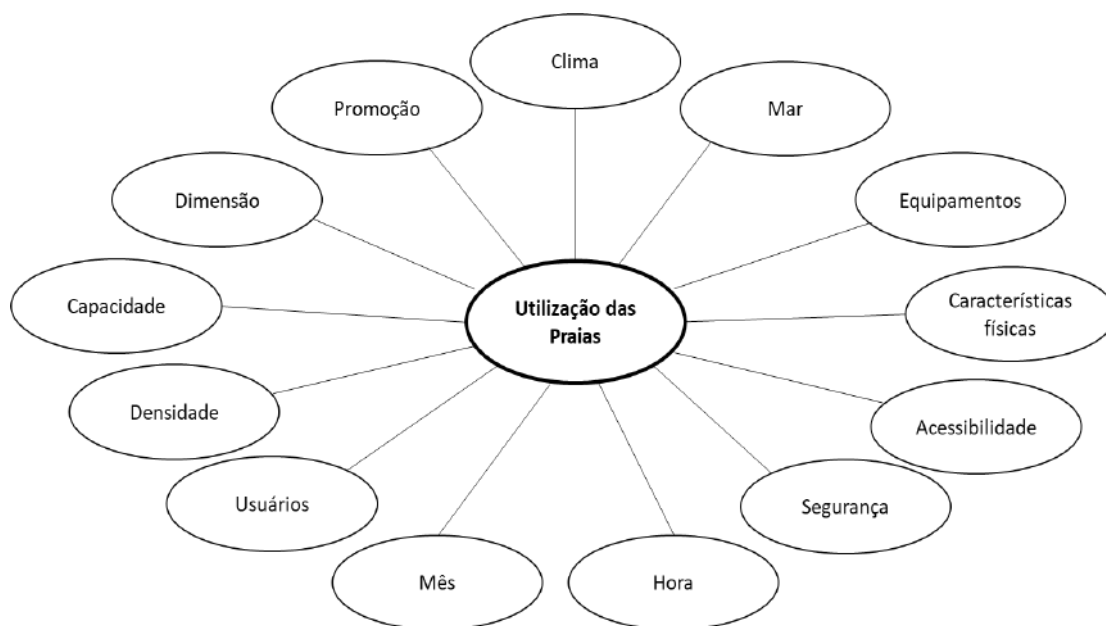 Clima
Promoção
Mar
Dimensão
Equipamentos
Capacidade
Utilização das
Praias
Características
físicas
Densidade
Acessibilidade
Usuários
Segurança
Mês
Hora